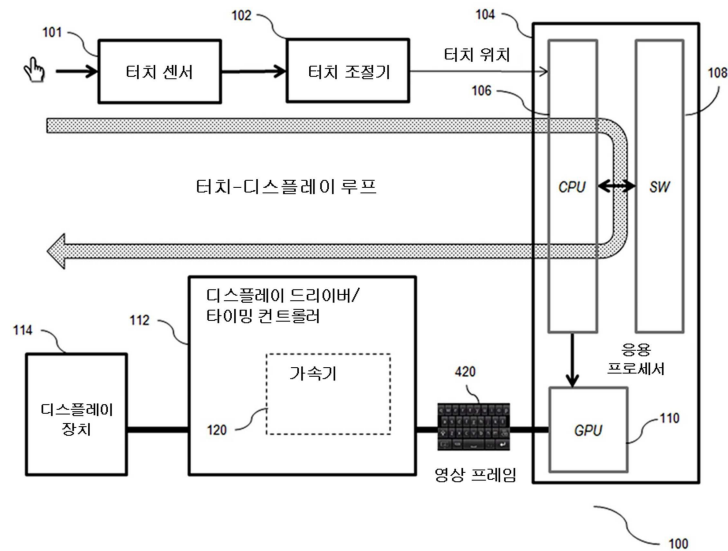 101
102
104
터치 센서
터치 조절기
터치 위치
106
108
CPU
SW
터치-디스플레이 루프
112
디스플레이 드라이버/
타이밍 컨트롤러
114
가속기
120
420
응용
프로세서
디스플레이
장치
GPU
110
영상 프레임
100